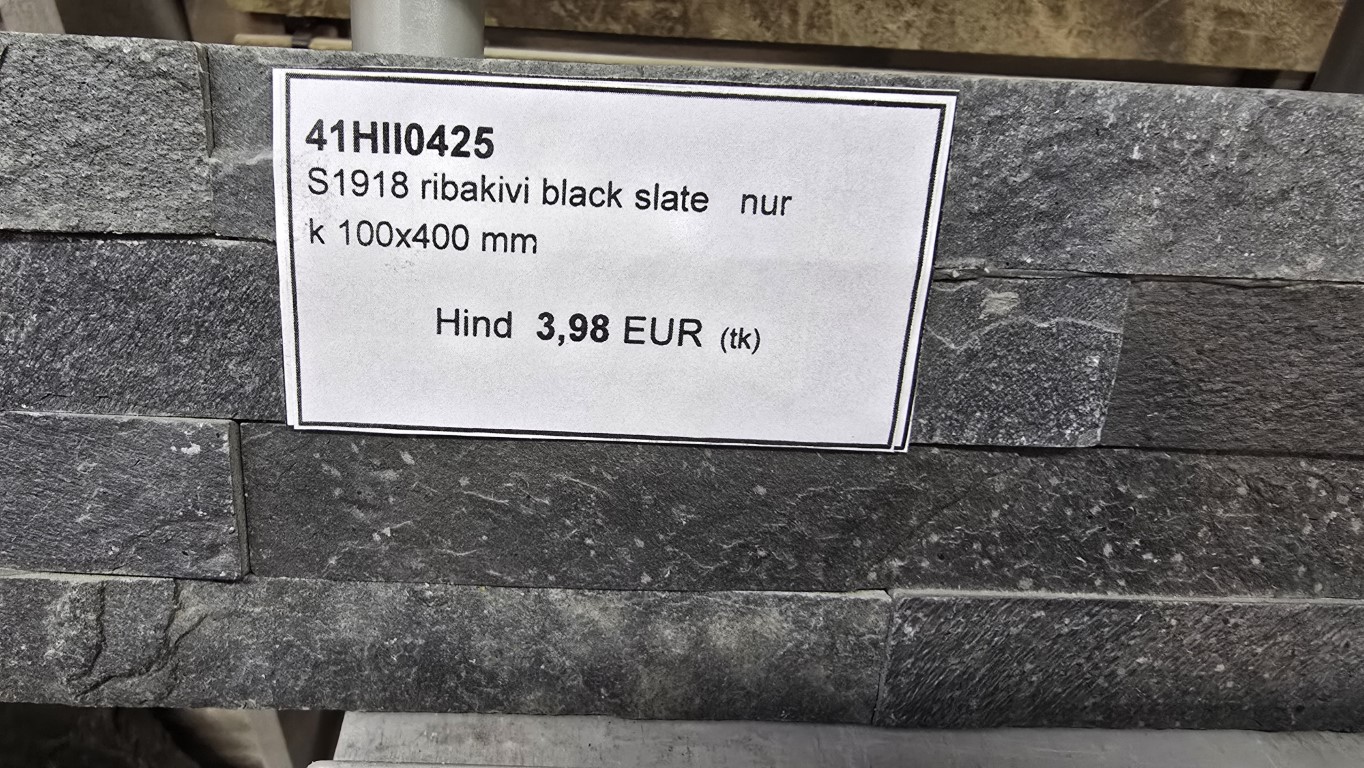 41HII0425
S1918 ribakivi black slate nur
k 100x400 mm
Hind 3,98 EUR (tk)